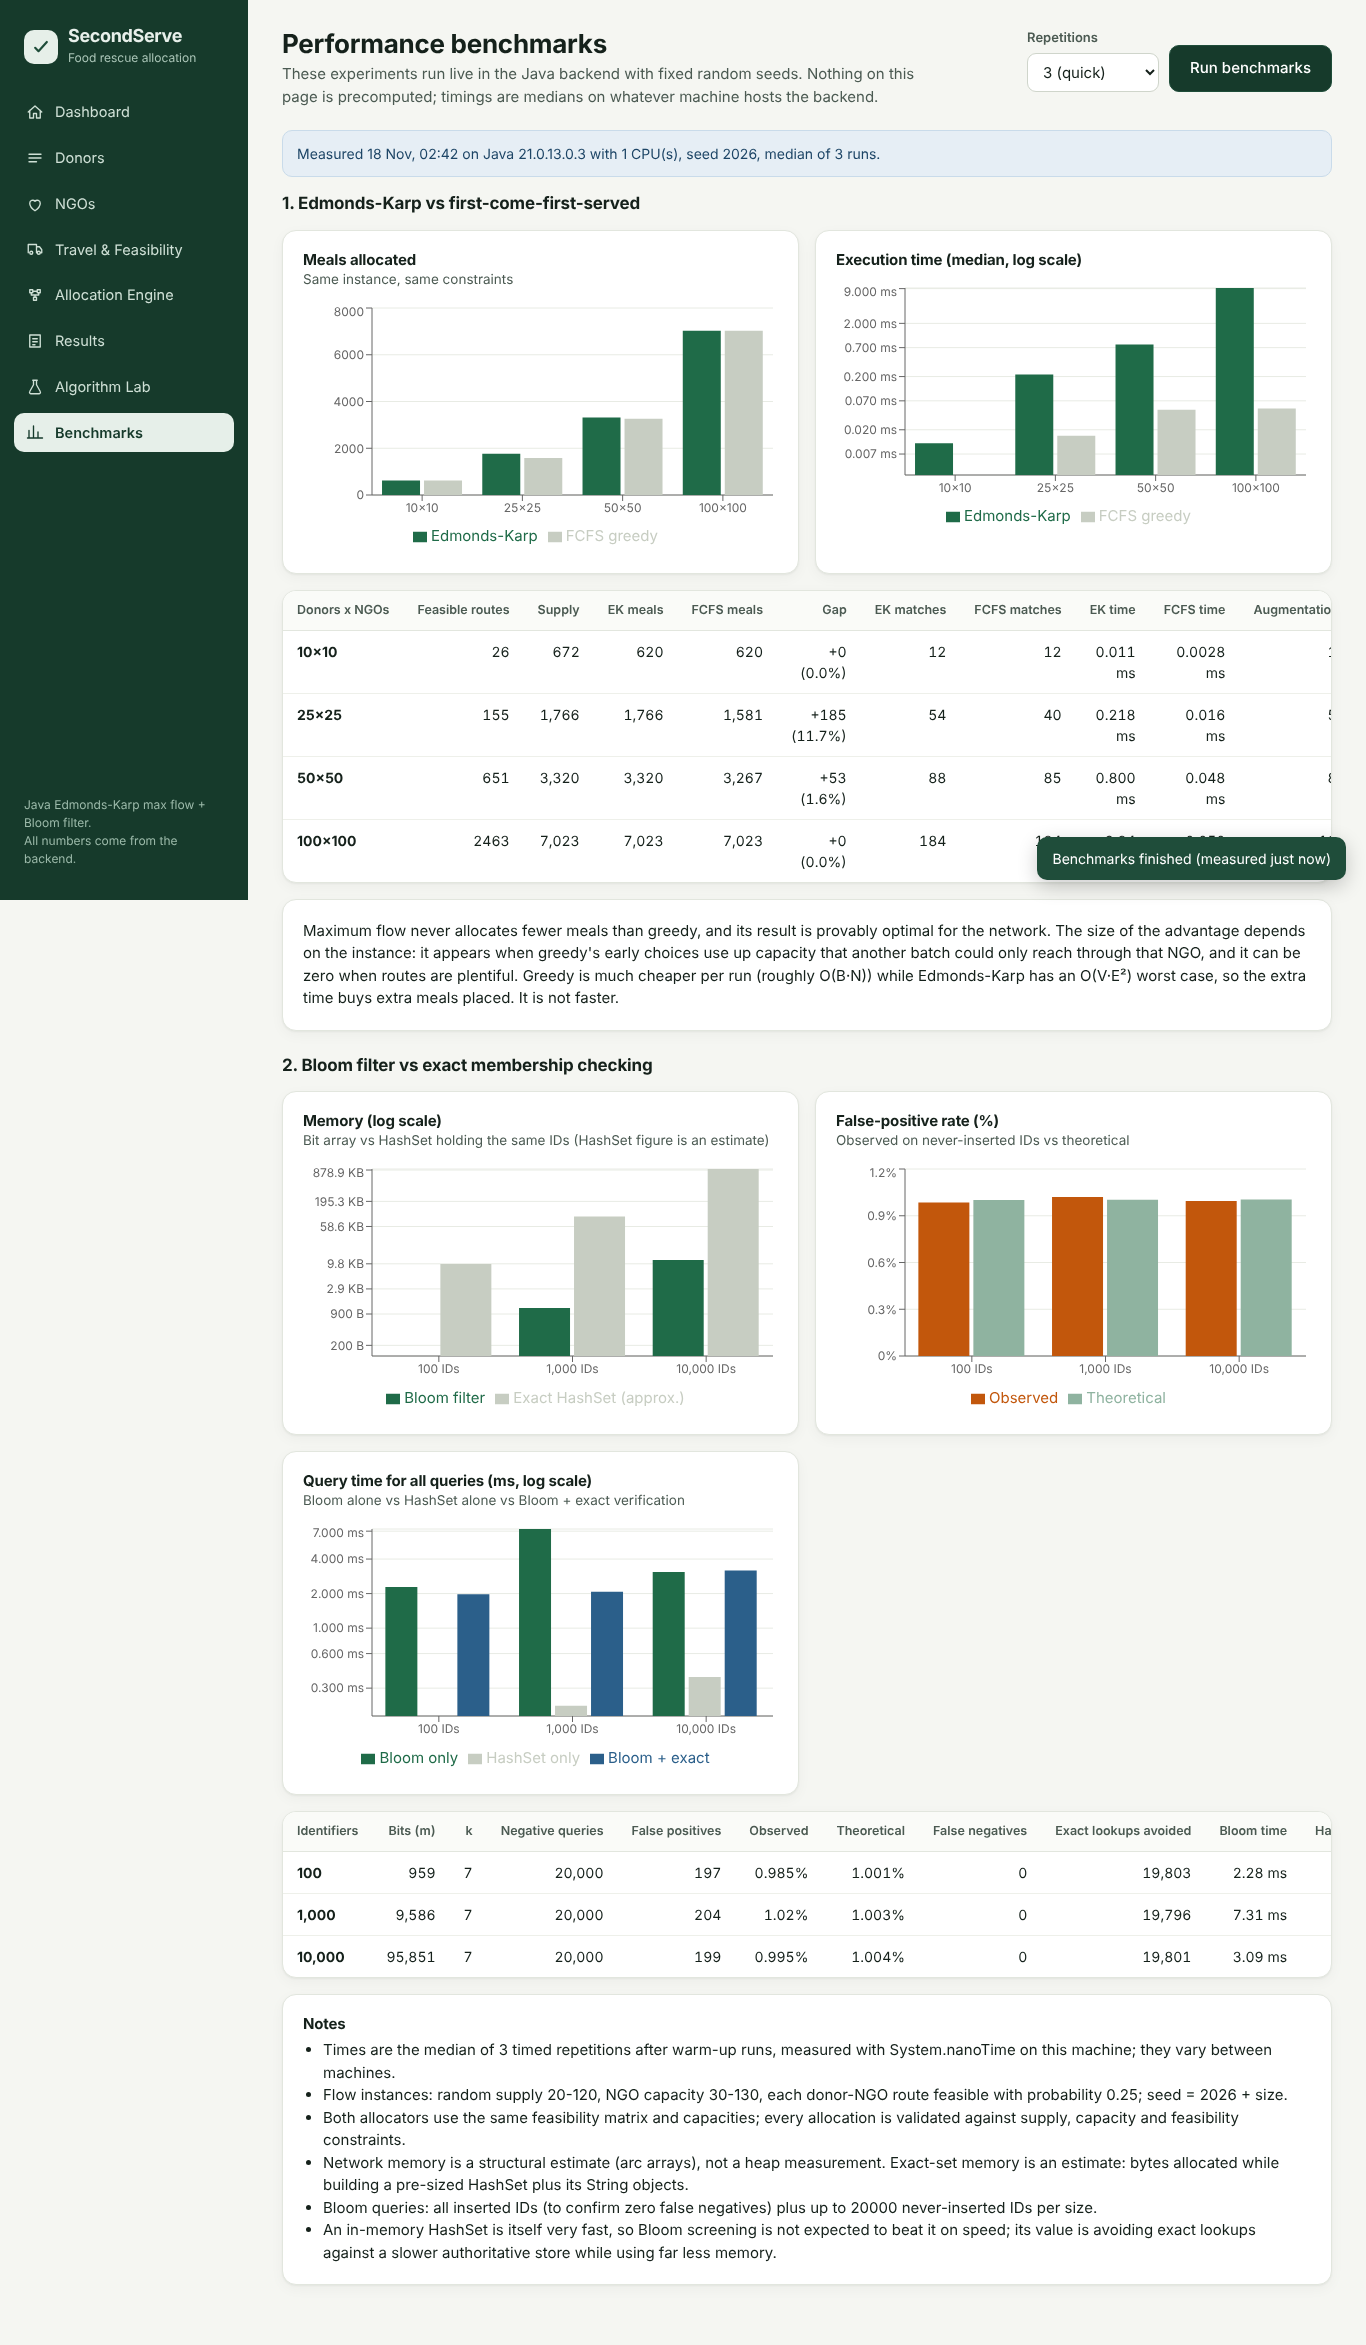 SecondServe
Food rescue allocation
Dashboard
Donors
NGOs
Travel & Feasibility
Allocation Engine
Results
Algorithm Lab
Benchmarks
Java Edmonds-Karp max flow +
Bloom filter.
All numbers come from the
backend.
Performance benchmarks
These experiments run live in the Java backend with fixed random seeds. Nothing on this
page is precomputed; timings are medians on whatever machine hosts the backend.
Repetitions
3 (quick)
Run benchmarks
Measured 18 Nov, 02:42 on Java 21.0.13.0.3 with 1 CPU(s), seed 2026, median of 3 runs.
1. Edmonds-Karp vs first-come-first-served
Meals allocated
Same instance, same constraints
8000
6000
4000
2000
0
10×10 25×25 50×50 100×100
Edmonds-Karp FCFS greedy
Execution time (median, log scale)
9.000 ms
2.000 ms
0.700 ms
0.200 ms
0.070 ms
0.020 ms
0.007 ms
10×10 25×25 50×50 100×100
Edmonds-Karp FCFS greedy
Donors x NGOs Feasible routes Supply EK meals FCFS meals Gap EK matches FCFS matches EK time FCFS time Augmentatio
10×10 26 672 620 620 +0 12 12 0.011 0.0028
(0.0%) ms ms
25×25 155 1,766 1,766 1,581 +185 54 40 0.218 0.016
(11.7%) ms ms
50×50 651 3,320 3,320 3,267 +53 88 85 0.800 0.048
(1.6%) ms ms
100×100 2463 7,023 7,023 7,023 +0 184
(0.0%)
Benchmarks finished (measured just now)
Maximum flow never allocates fewer meals than greedy, and its result is provably optimal for the network. The size of the advantage depends
on the instance: it appears when greedy's early choices use up capacity that another batch could only reach through that NGO, and it can be
zero when routes are plentiful. Greedy is much cheaper per run (roughly O(B·N)) while Edmonds-Karp has an O(V·E²) worst case, so the extra
time buys extra meals placed. It is not faster.
2. Bloom filter vs exact membership checking
Memory (log scale)
Bit array vs HashSet holding the same IDs (HashSet figure is an estimate)
878.9 KB
195.3 KB
58.6 KB
9.8 KB
2.9 KB
900 B
200 B
100 IDs 1,000 IDs 10,000 IDs
Bloom filter Exact HashSet (approx.)
False-positive rate (%)
Observed on never-inserted IDs vs theoretical
1.2%
0.9%
0.6%
0.3%
0%
100 IDs 1,000 IDs 10,000 IDs
Observed Theoretical
Query time for all queries (ms, log scale)
Bloom alone vs HashSet alone vs Bloom + exact verification
7.000 ms
4.000 ms
2.000 ms
1.000 ms
0.600 ms
0.300 ms
100 IDs 1,000 IDs 10,000 IDs
Bloom only HashSet only Bloom + exact
Identifiers Bits (m) k Negative queries False positives Observed Theoretical False negatives Exact lookups avoided Bloom time Ha
100 959 7 20,000 197 0.985% 1.001% 0 19,803 2.28 ms
1,000 9,586 7 20,000 204 1.02% 1.003% 0 19,796 7.31 ms
10,000 95,851 7 20,000 199 0.995% 1.004% 0 19,801 3.09 ms
Notes
• Times are the median of 3 timed repetitions after warm-up runs, measured with System.nanoTime on this machine; they vary between
machines.
• Flow instances: random supply 20-120, NGO capacity 30-130, each donor-NGO route feasible with probability 0.25; seed = 2026 + size.
• Both allocators use the same feasibility matrix and capacities; every allocation is validated against supply, capacity and feasibility
constraints.
• Network memory is a structural estimate (arc arrays), not a heap measurement. Exact-set memory is an estimate: bytes allocated while
building a pre-sized HashSet plus its String objects.
• Bloom queries: all inserted IDs (to confirm zero false negatives) plus up to 20000 never-inserted IDs per size.
• An in-memory HashSet is itself very fast, so Bloom screening is not expected to beat it on speed; its value is avoiding exact lookups
against a slower authoritative store while using far less memory.